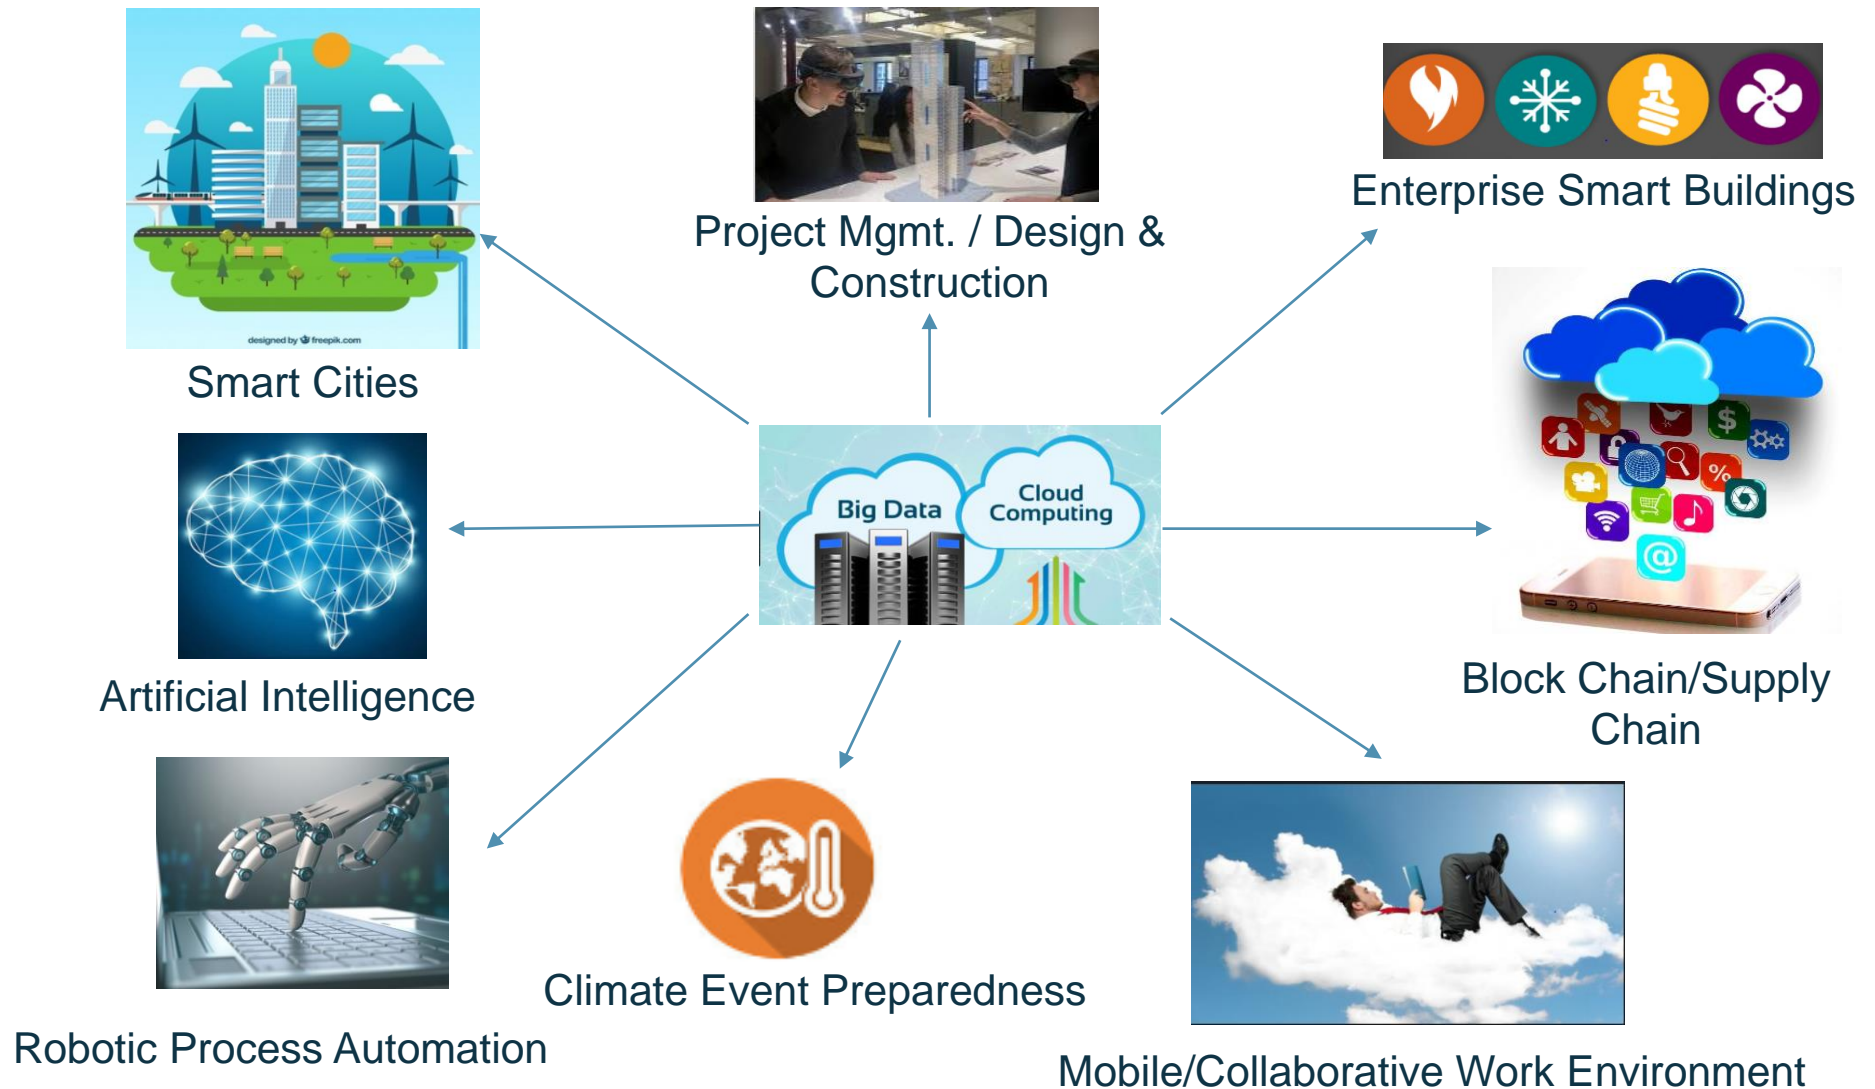 designed by freepik.com
Smart Cities
Project Mgmt. / Design &
Construction
Enterprise Smart Buildings
Big Data
Cloud
Computing
Artificial Intelligence
$
%
@
Block Chain/Supply
Chain
Robotic Process Automation
Climate Event Preparedness
Mobile/Collaborative Work Environment